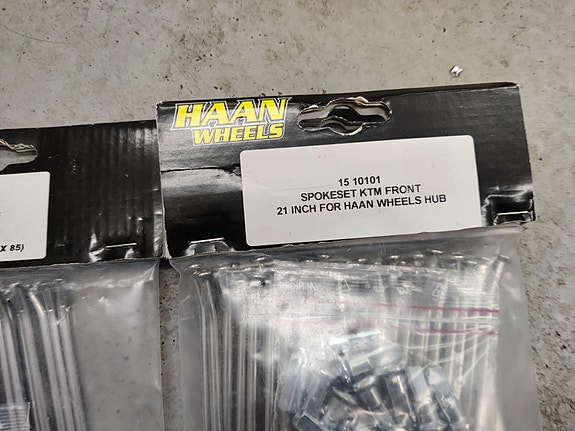 HAAN
WHEELS
15 10101
SPOKESET KTM FRONT
21 INCH FOR HAAN WHEELS HUB
X 85)